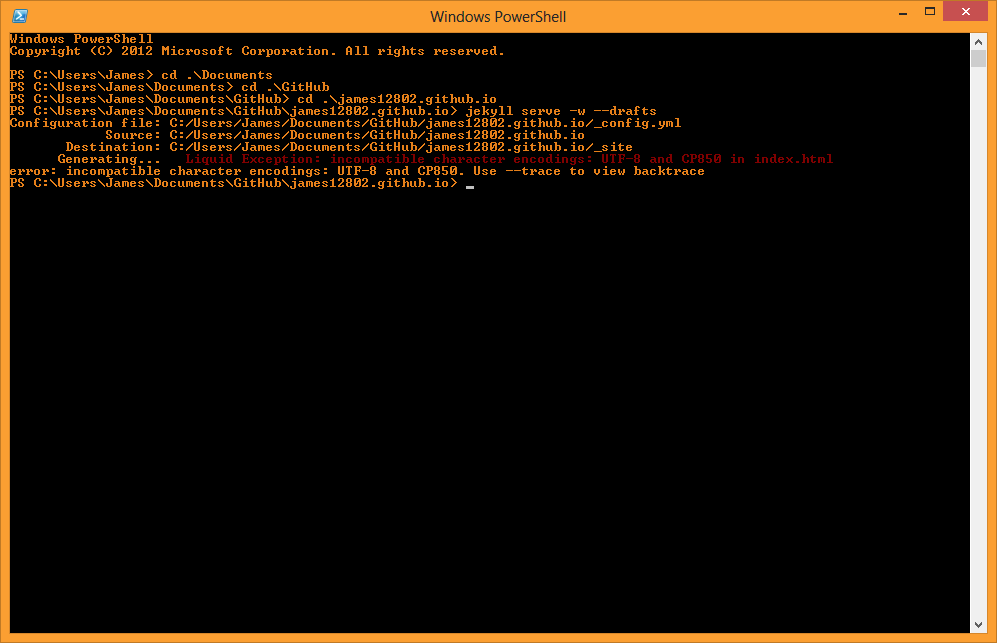 Windows PowerShell
Windows PowerShell
Copyright (C) 2012 Microsoft Corporation. All rights reserved.
PS C:\Users\James> cd .\Documents
PS C:\Users\James\Documents> cd .\GitHub
PS C:\Users\James\Documents\GitHub> cd .\james12802.github.io
PS C:\Users\James\Documents\GitHub\james12802.github.io> jekyll serve -w --drafts
Configuration file: C:/Users/James/Documents/GitHub/james12802.github.io/_config.yml
Source: C:/Users/James/Documents/GitHub/james12802.github.io
Destination: C:/Users/James/Documents/GitHub/james12802.github.io/_site
Generating... Liquid Exception: incompatible character encodings: UTF-8 and CP850 in index.html
error: incompatible character encodings: UTF-8 and CP850. Use --trace to view backtrace
PS C:\Users\James\Documents\GitHub\james12802.github.io> _